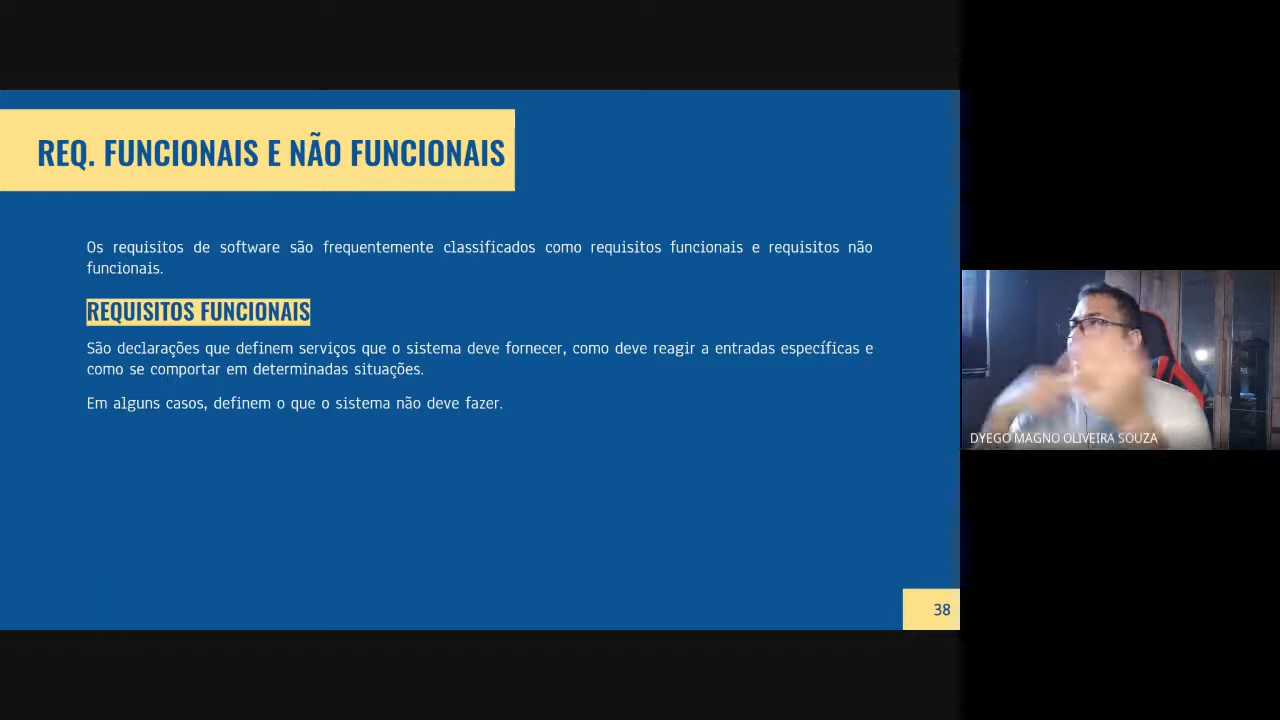 REQ. FUNCIONAIS E NÃO FUNCIONAIS
Os requisitos de software são frequentemente classificados como requisitos funcionais e requisitos não
funcionais.
REQUISITOS FUNCIONAIS
São declarações que definem serviços que o sistema deve fornecer, como deve reagir a entradas específicas e
como se comportar em determinadas situações.
Em alguns casos, definem o que o sistema não deve fazer.
DYEGO MAGNO OLIVEIRA SOUZA
38